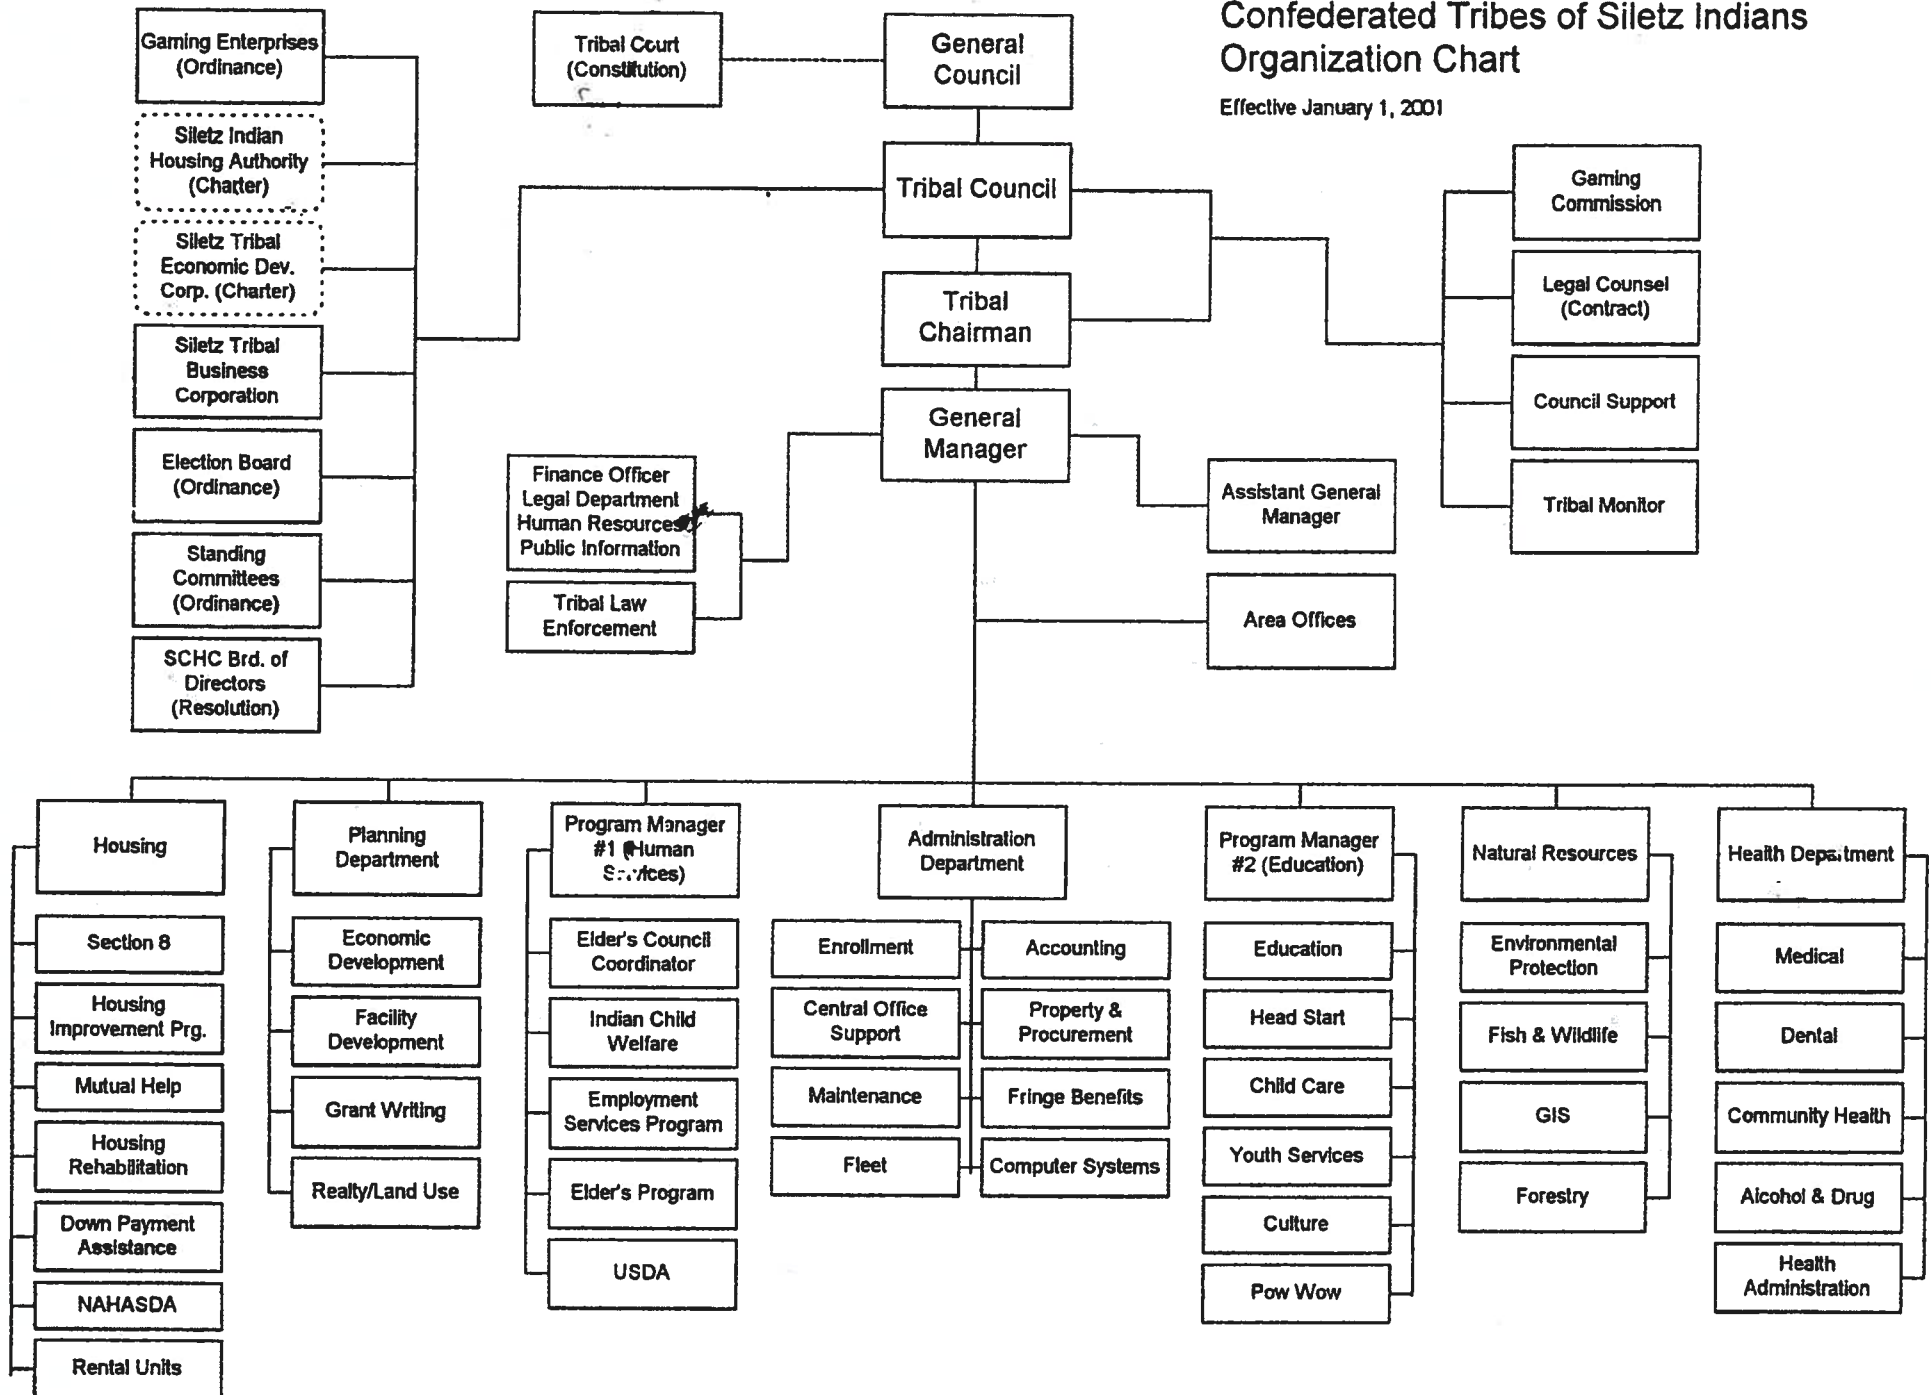 Confederated Tribes of Siletz Indians
Organization Chart
Effective January 1, 2001
Gaming Enterprises
(Ordinance)
Siletz Indian
Housing Authority
(Charter)
Siletz Tribal
Economic Dev.
Corp. (Charter)
Siletz Tribal
Business
Corporation
Election Board
(Ordinance)
Standing
Committees
(Ordinance)
SCHC Brd. of
Directors
(Resolution)
Tribal Court
(Constitution)
General
Council
Tribal Council
Tribal
Chairman
General
Manager
Gaming
Commission
Legal Counsel
(Contract)
Council Support
Tribal Monitor
Finance Officer
Legal Department
Human Resources
Public Information
Tribal Law
Enforcement
Assistant General
Manager
Area Offices
Housing
Section 8
Housing
Improvement Prg.
Mutual Help
Housing
Rehabilitation
Down Payment
Assistance
NAHASDA
Rental Units
Planning
Department
Economic
Development
Facility
Development
Grant Writing
Realty/Land Use
Program Manager
#1 (Human
Services)
Elder's Council
Coordinator
Indian Child
Welfare
Employment
Services Program
Elder's Program
USDA
Administration
Department
Enrollment
Central Office
Support
Maintenance
Fleet
Accounting
Property &
Procurement
Fringe Benefits
Computer Systems
Program Manager
#2 (Education)
Education
Head Start
Child Care
Youth Services
Culture
Pow Wow
Natural Resources
Environmental
Protection
Fish & Wildlife
GIS
Forestry
Health Department
Medical
Dental
Community Health
Alcohol & Drug
Health
Administration